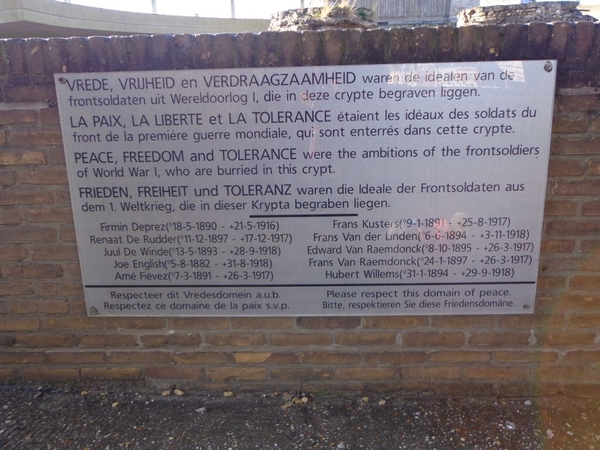 VREDE, VRIJHEID en VERDRAAGZAAMHEID waren de idealen van de
frontsoldaten uit Wereldoorlog I, die in deze crypte begraven liggen.
LA PAIX, LA LIBERTE et LA TOLERANCE étaient les idéaux des soldats du
front de la première guerre mondiale, qui sont enterrés dans cette crypte.
PEACE, FREEDOM and TOLERANCE were the ambitions of the frontsoldiers
of World War I, who are burried in this crypt.
FRIEDEN, FREIHEIT und TOLERANZ waren die Ideale der Frontsoldaten aus
dem 1. Weltkrieg, die in dieser Krypta begraben liegen.
Firmin Deprez(°18-5-1890 - +21-5-1916)
Renaat De Rudder(°11-12-1897 - +17-12-1917)
Juul De Winde(°13-5-1893 - +28-9-1918)
Joe English(°5-8-1882 - +31-8-1918)
Amé Fiévez(°7-3-1891 - +26-3-1917)
Frans Kusters(°9-1-1891 - +25-8-1917)
Frans Van der Linden(°6-6-1894 - +3-11-1918)
Edward Van Raemdonck(°8-10-1895 - +26-3-1917)
Frans Van Raemdonck(°24-1-1897 - +26-3-1917)
Hubert Willems(°31-1-1894 - +29-9-1918)
Respecteer dit Vredesdomein a.u.b.
Respectez ce domaine de la paix s.v.p.
Please respect this domain of peace.
Bitte, respektieren Sie diese Friedensdomäne.